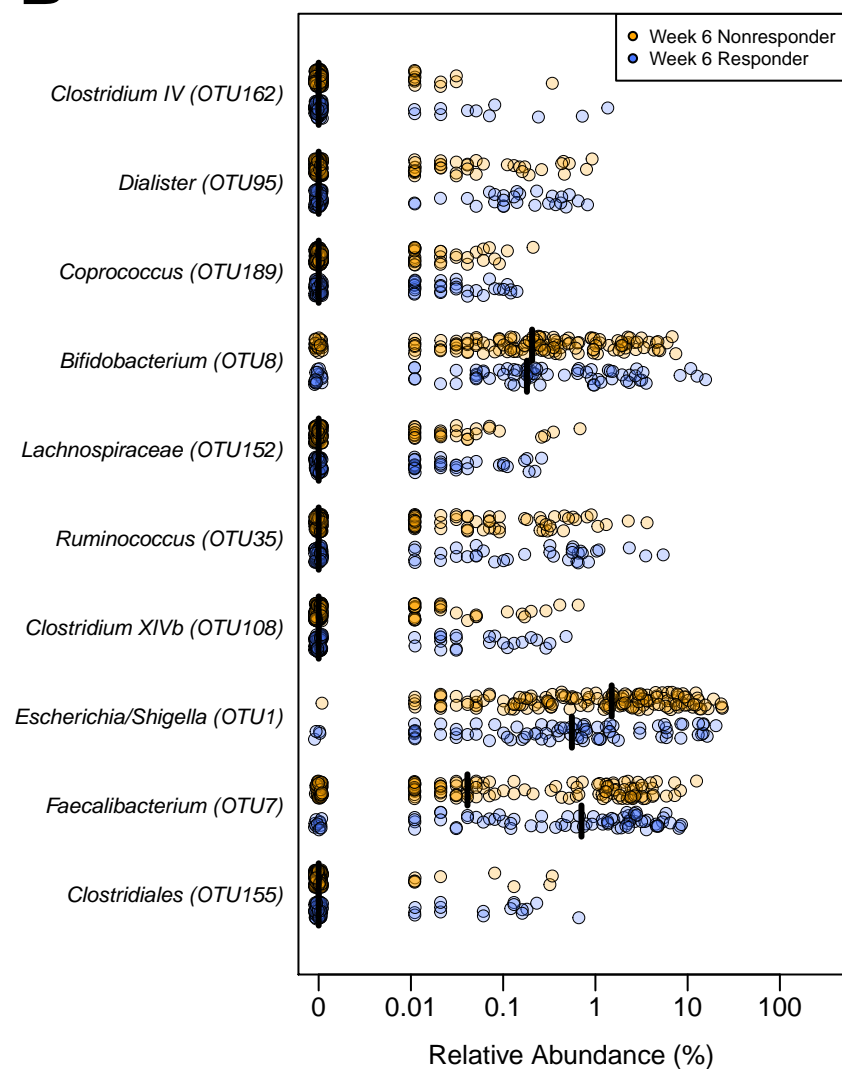 Week 6 Nonresponder
Week 6 Responder
Clostridium IV (OTU162)
Dialister (OTU95)
Coprococcus (OTU189)
Bifidobacterium (OTU8)
Lachnospiraceae (OTU152)
Ruminococcus (OTU35)
Clostridium XIVb (OTU108)
Escherichia/Shigella (OTU1)
Faecalibacterium (OTU7)
Clostridiales (OTU155)
0 0.01 0.1 1 10 100
Relative Abundance (%)